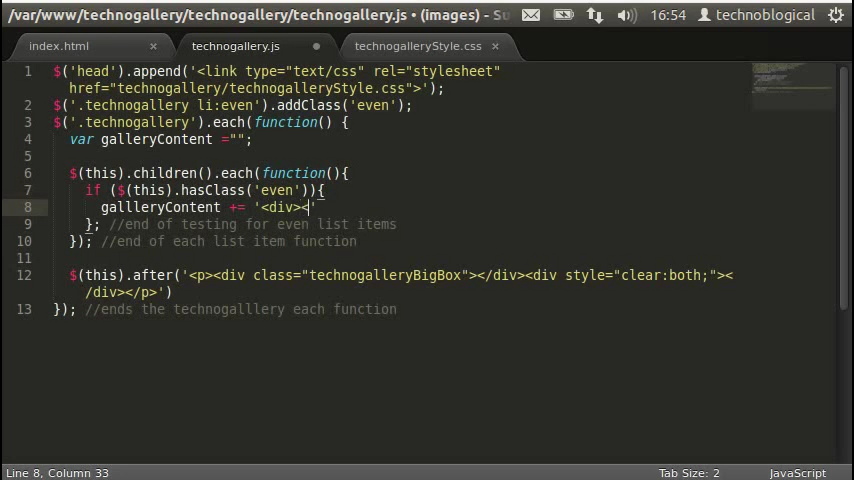 /var/www/technogallery/technogallery/technogallery.js • (images) - Su 16:54 technoblogical
index.html × technogallery.js technogalleryStyle.css ×
1 $('head').append('<link type="text/css" rel="stylesheet"
href="technogallery/technogalleryStyle.css">');
2 $('.technogallery li:even').addClass('even');
3 $('.technogallery').each(function() {
4 var galleryContent ="";
5
6 $(this).children().each(function(){
7 if ($(this).hasClass('even')){
8 gallleryContent += '<div><'
9 }; //end of testing for even list items
10 }); //end of each list item function
11
12 $(this).after('<p><div class="technogalleryBigBox"></div><div style="clear:both;"><
/div></p>')
13 }); //ends the technogalllery each function
Line 8, Column 33 Tab Size: 2 JavaScript